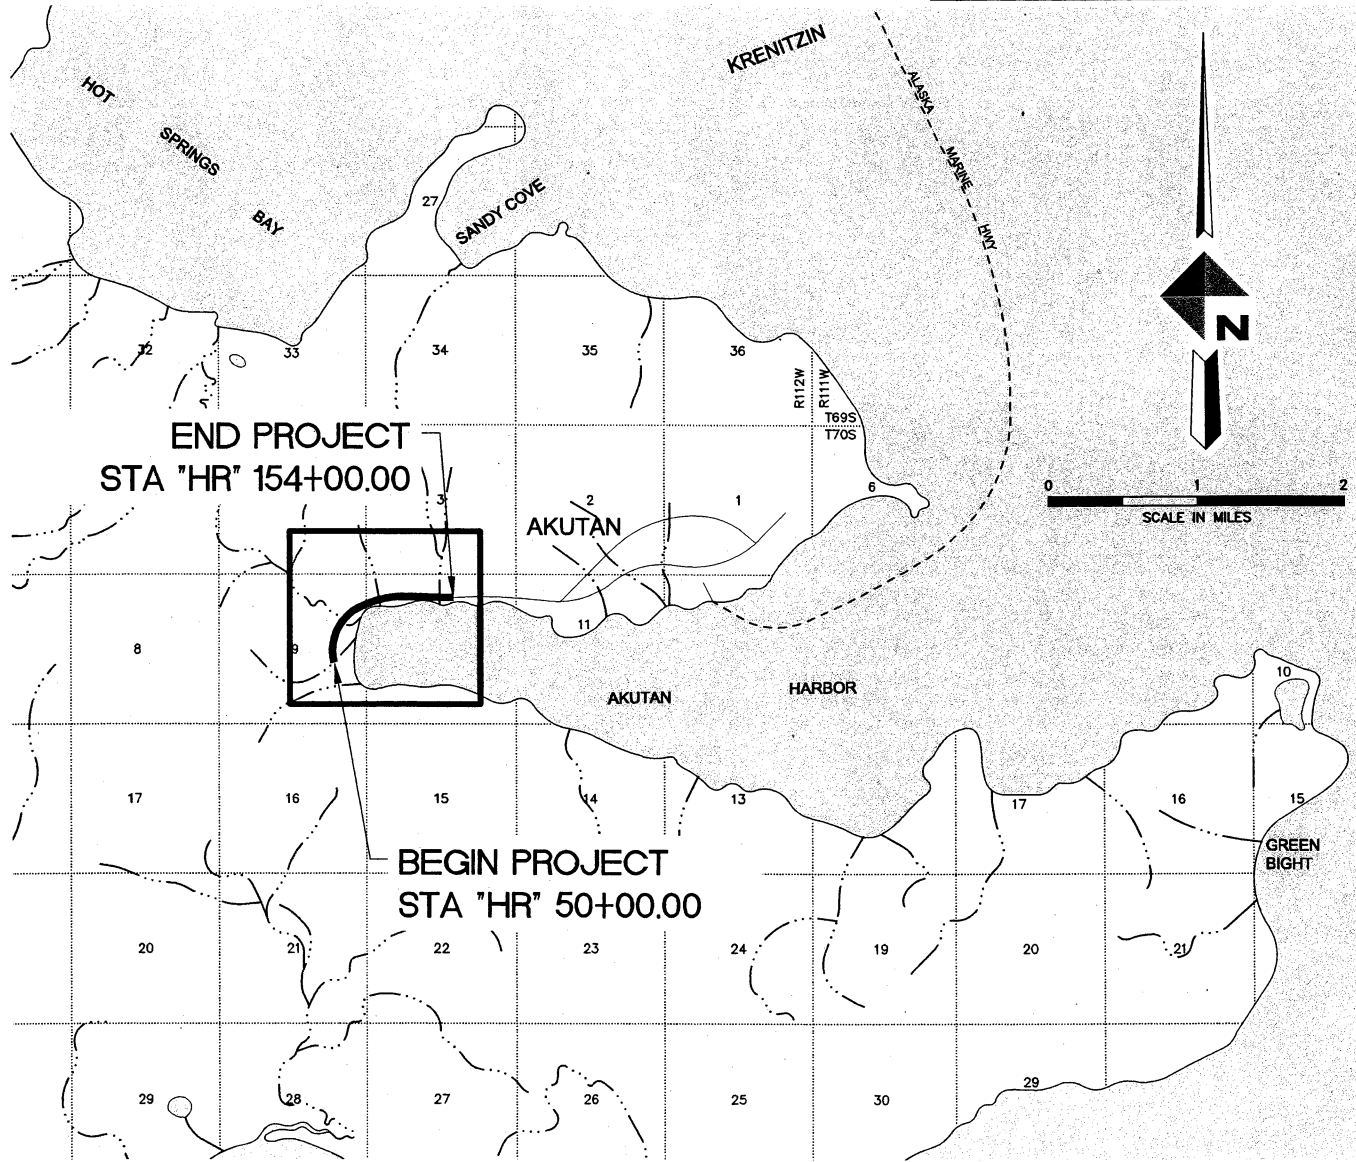 KRENITZIN
HOT
SPRINGS
BAY
ALASKA
MARINE
HWY
27
SANDY COVE
N
32
33
34
35
36
R112W
R111W
T69S
T70S
END PROJECT
STA "HR" 154+00.00
3
2
1
6
0
1
2
SCALE IN MILES
AKUTAN
8
9
11
10
AKUTAN
HARBOR
17
16
15
14
13
17
16
15
GREEN
BIGHT
BEGIN PROJECT
STA "HR" 50+00.00
20
21
22
23
24
19
20
21
29
28
27
26
25
30
29